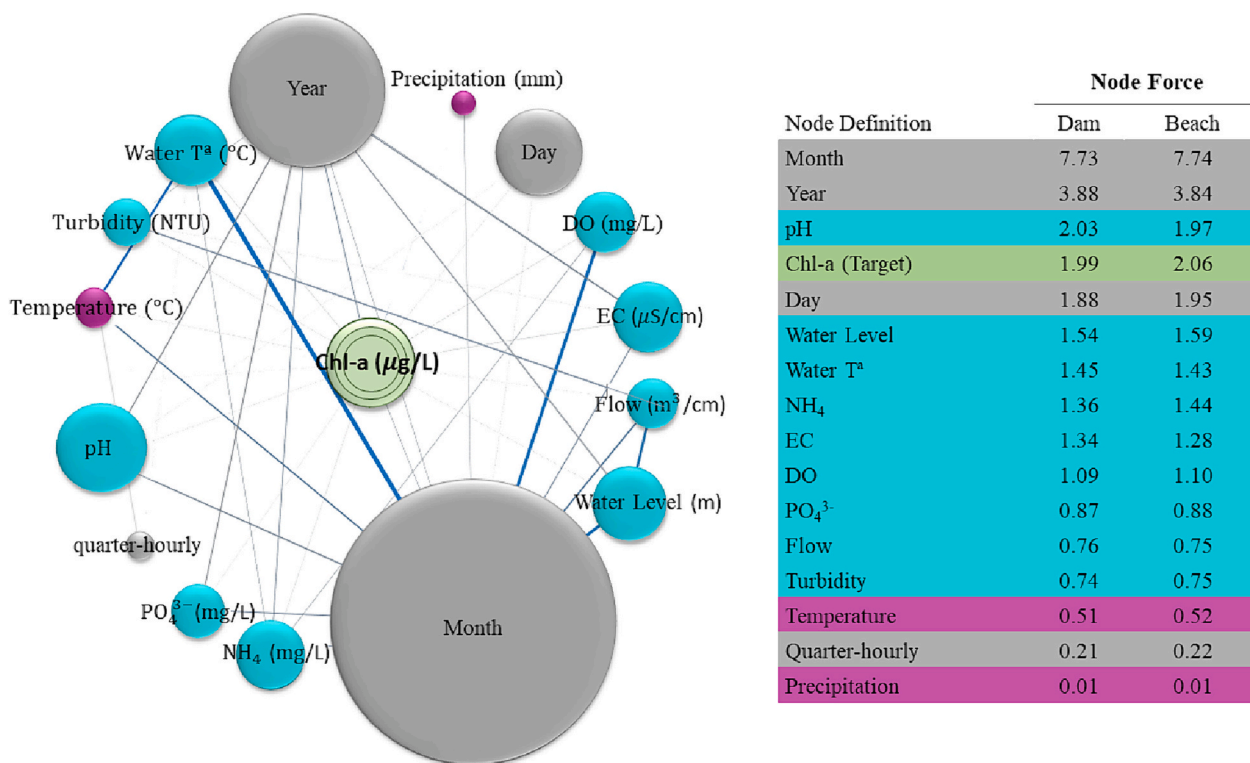 Year
Precipitation (mm)
Day
Water Tª (°C)
Turbidity (NTU)
DO (mg/L)
Temperature (°C)
EC (μS/cm)
Chl-a (μg/L)
Flow (m³/cm)
pH
Water Level (m)
quarter-hourly
PO₄³⁻ (mg/L)
NH₄ (mg/L)
Month
Node Force
Node Definition Dam Beach
Month 7.73 7.74
Year 3.88 3.84
pH 2.03 1.97
Chl-a (Target) 1.99 2.06
Day 1.88 1.95
Water Level 1.54 1.59
Water Tª 1.45 1.43
NH₄ 1.36 1.44
EC 1.34 1.28
DO 1.09 1.10
PO₄³⁻ 0.87 0.88
Flow 0.76 0.75
Turbidity 0.74 0.75
Temperature 0.51 0.52
Quarter-hourly 0.21 0.22
Precipitation 0.01 0.01